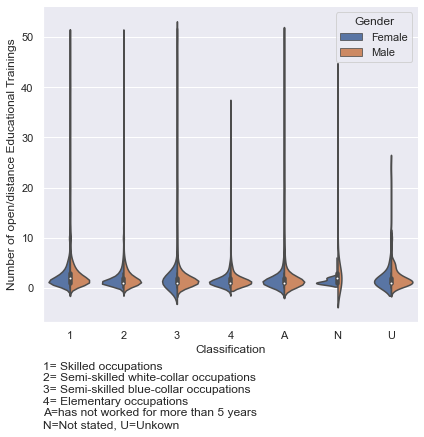 Number of open/distance Educational Trainings
50
40
30
20
10
0
Gender
Female
Male
1 2 3 4 A N U
Classification
1= Skilled occupations
2= Semi-skilled white-collar occupations
3= Semi-skilled blue-collar occupations
4= Elementary occupations
A=has not worked for more than 5 years
N=Not stated, U=Unkown